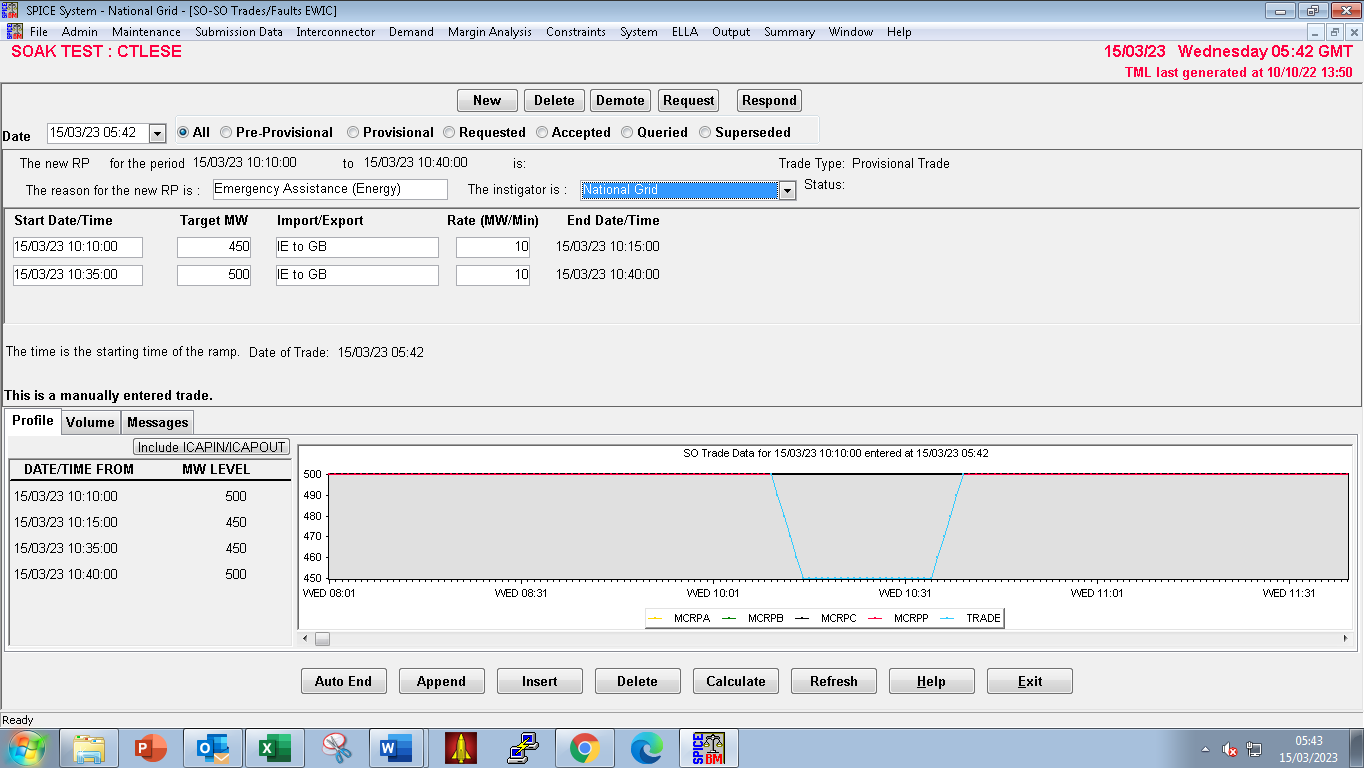 SPICE System - National Grid - [SO-SO Trades/Faults EWIC]
File Admin Maintenance Submission Data Interconnector Demand Margin Analysis Constraints System ELLA Output Summary Window Help
SOAK TEST : CTLESE
15/03/23 Wednesday 05:42 GMT
TML last generated at 10/10/22 13:50
New Delete Demote Request Respond
Date 15/03/23 05:42 All Pre-Provisional Provisional Requested Accepted Queried Superseded
The new RP for the period 15/03/23 10:10:00 to 15/03/23 10:40:00 is: Trade Type: Provisional Trade
The reason for the new RP is : Emergency Assistance (Energy) The instigator is : National Grid Status:
Start Date/Time Target MW Import/Export Rate (MW/Min) End Date/Time
15/03/23 10:10:00 450 IE to GB 10 15/03/23 10:15:00
15/03/23 10:35:00 500 IE to GB 10 15/03/23 10:40:00
The time is the starting time of the ramp. Date of Trade: 15/03/23 05:42
This is a manually entered trade.
Profile Volume Messages
Include ICAPIN/ICAPOUT
DATE/TIME FROM MW LEVEL
15/03/23 10:10:00 500
15/03/23 10:15:00 450
15/03/23 10:35:00 450
15/03/23 10:40:00 500
SO Trade Data for 15/03/23 10:10:00 entered at 15/03/23 05:42
500
490
480
470
460
450
WED 08:01 WED 08:31 WED 10:01 WED 10:31 WED 11:01 WED 11:31
MCRPA MCRPB MCRPC MCRPP TRADE
Auto End Append Insert Delete Calculate Refresh Help Exit
Ready
SPICE
BMI
05:43
15/03/2023